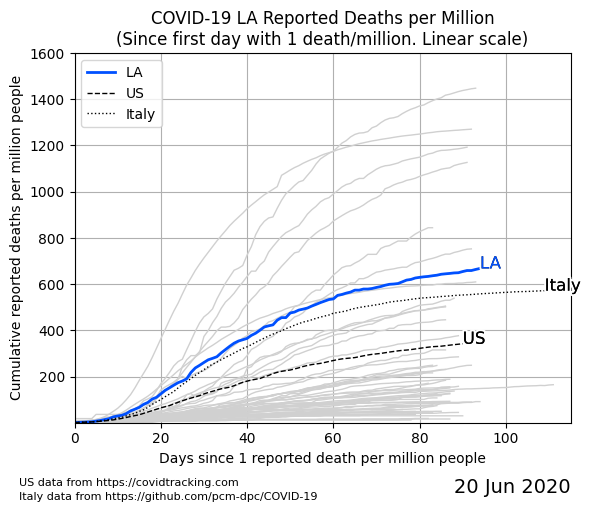 COVID-19 LA Reported Deaths per Million
(Since first day with 1 death/million. Linear scale)
Cumulative reported deaths per million people
1600
1400
1200
1000
800
600
400
200
LA
US
Italy
LA
Italy
US
0
20
40
60
80
100
Days since 1 reported death per million people
US data from https://covidtracking.com
Italy data from https://github.com/pcm-dpc/COVID-19
20 Jun 2020